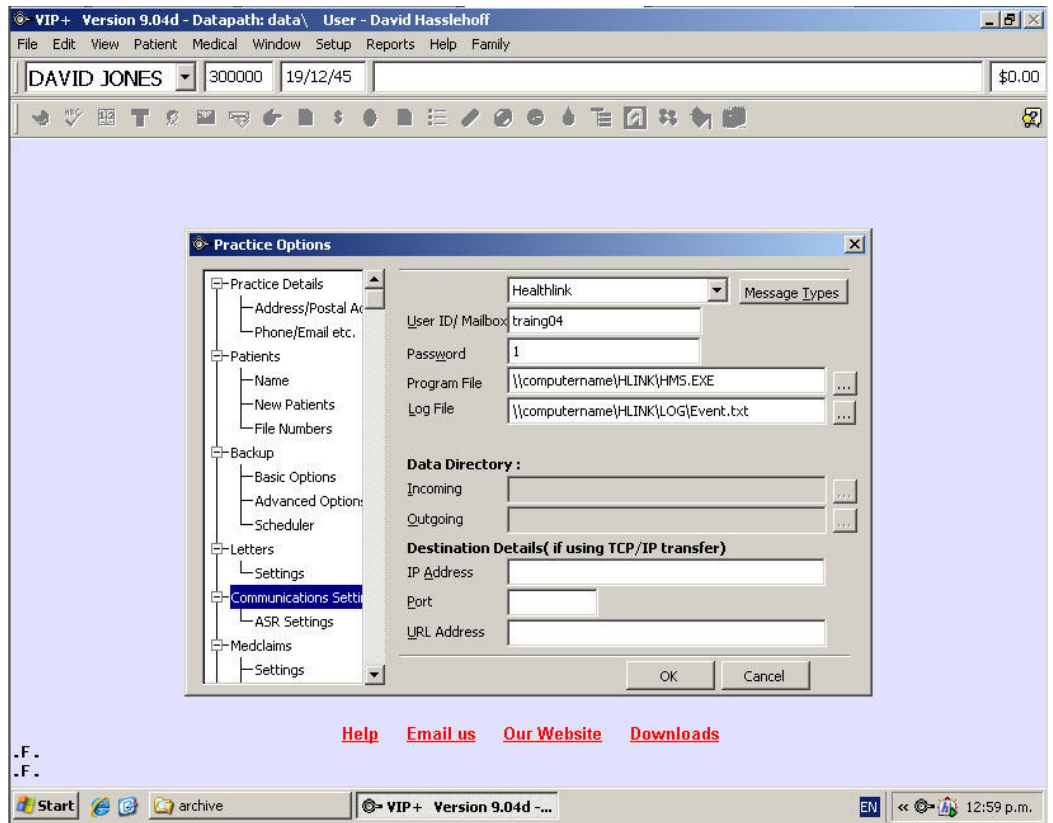 VIP+ Version 9.04d - Datapath: data\ User - David Hasslehoff
File Edit View Patient Medical Window Setup Reports Help Family
DAVID JONES 300000 19/12/45 $0.00
Practice Options
Practice Details
Address/Postal Ac
Phone/Email etc.
Patients
Name
New Patients
File Numbers
Backup
Basic Options
Advanced Option
Scheduler
Letters
Settings
Communications Setti
ASR Settings
Medclaims
Settings
Healthlink Message Types
User ID/ Mailbox traing04
Password 1
Program File \\computername\HLINK\HMS.EXE ...
Log File \\computername\HLINK\LOG\Event.txt ...
Data Directory :
Incoming ...
Outgoing ...
Destination Details( if using TCP/IP transfer)
IP Address
Port
URL Address
OK Cancel
Help Email us Our Website Downloads
.F.
.F.
Start archive VIP+ Version 9.04d -... EN « 12:59 p.m.